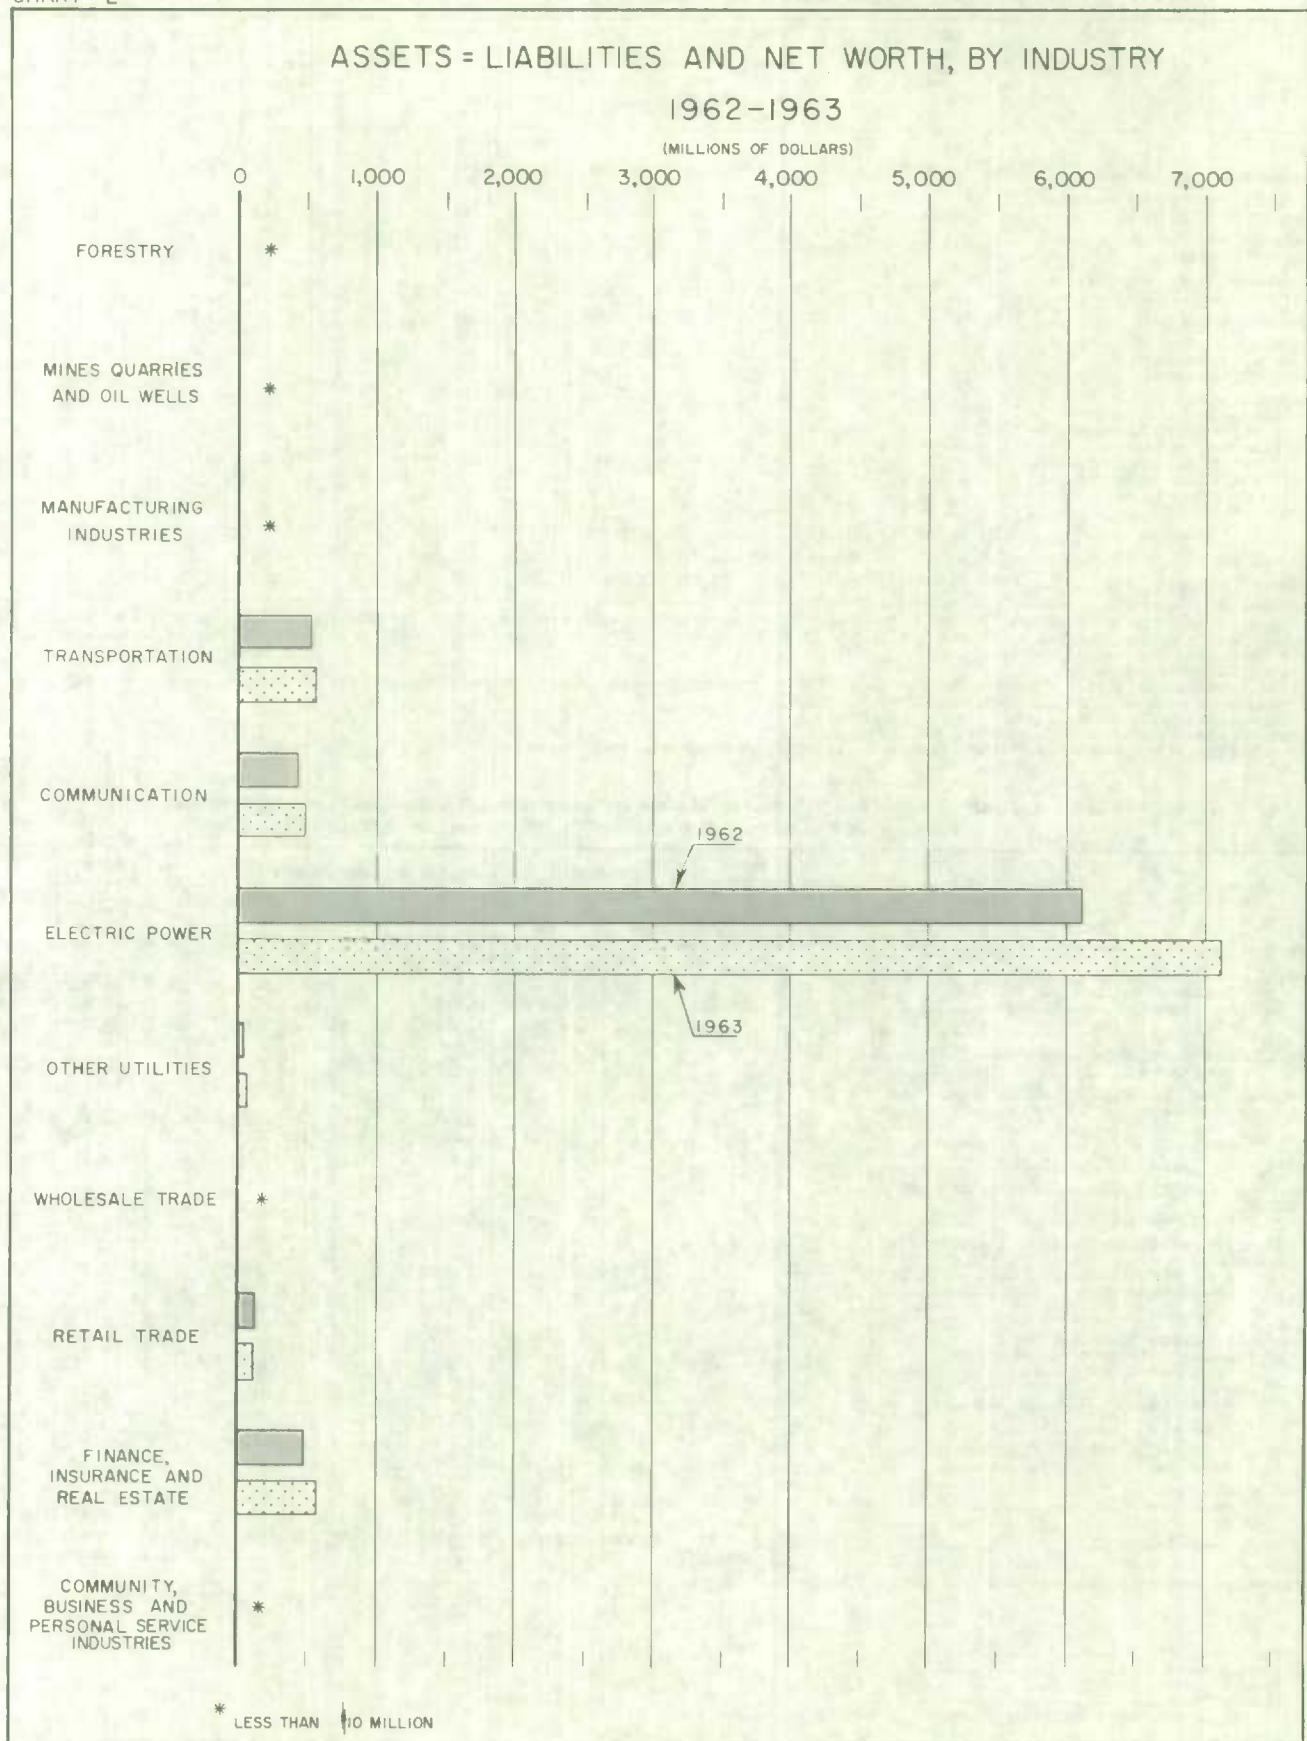 ASSETS = LIABILITIES AND NET WORTH, BY INDUSTRY
1962-1963
(MILLIONS OF DOLLARS)
0 1,000 2,000 3,000 4,000 5,000 6,000 7,000
FORESTRY *
MINES QUARRIES
AND OIL WELLS *
MANUFACTURING
INDUSTRIES *
TRANSPORTATION
COMMUNICATION
1962
ELECTRIC POWER
1963
OTHER UTILITIES
WHOLESALE TRADE *
RETAIL TRADE
FINANCE,
INSURANCE AND
REAL ESTATE
COMMUNITY,
BUSINESS AND *
PERSONAL SERVICE
INDUSTRIES
* LESS THAN $10 MILLION